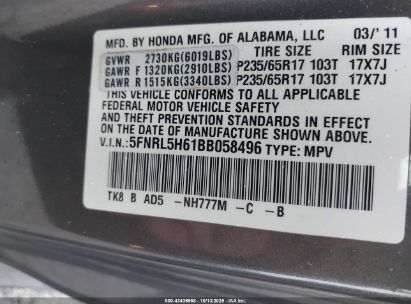 MFD. BY HONDA MFG. OF ALABAMA, LLC 03/'11
GVWR 2730KG(6019LBS) TIRE SIZE RIM SIZE
GAWR F 1320KG(2910LBS) P235/65R17 103T 17X7J
GAWR R 1515KG(3340LBS) P235/65R17 103T 17X7J
THIS VEHICLE CONFORMS TO ALL APPLICABLE
FEDERAL MOTOR VEHICLE SAFETY
AND THEFT PREVENTION STANDARDS IN EFFECT ON
THE DATE OF MANUFACTURE SHOWN ABOVE.
V.I.N.:5FNRL5H61BB058496 TYPE: MPV
TK8 B AD5 -NH777M -C -B